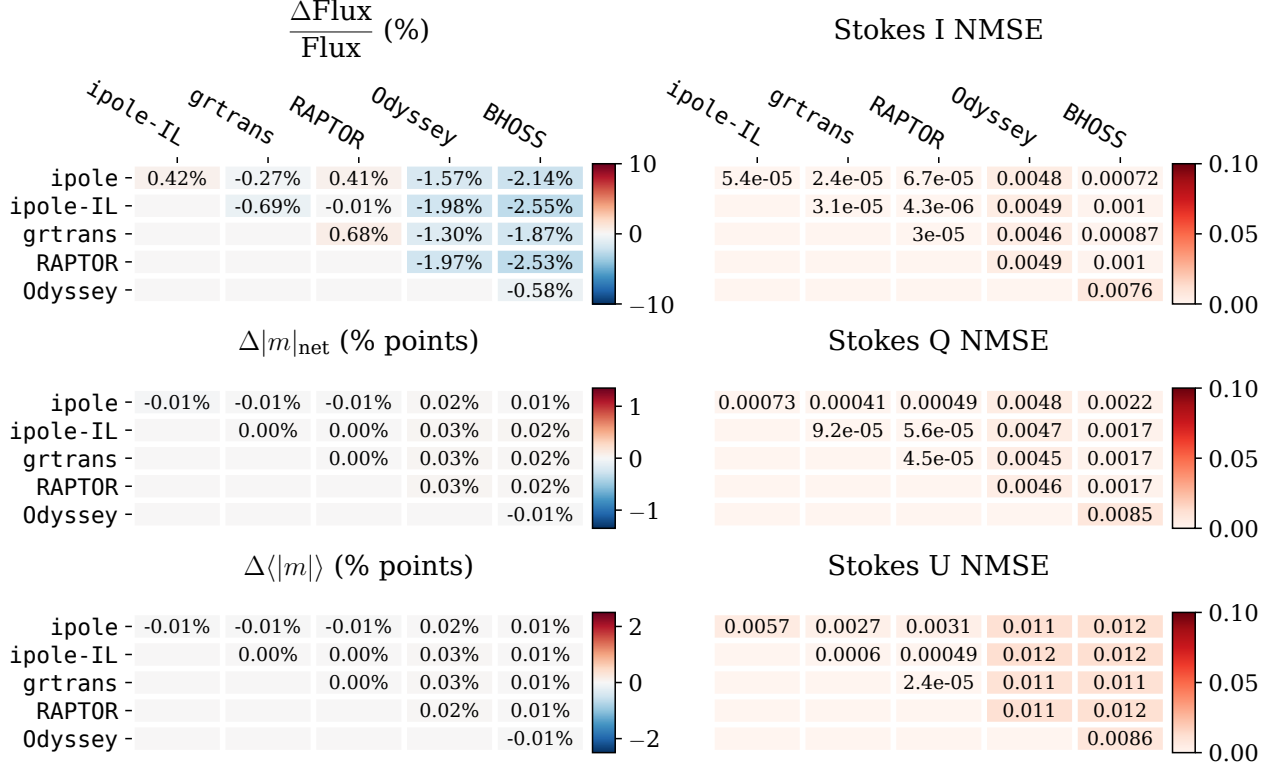 ΔFlux
Flux (%)
ipole-IL grtrans RAPTOR Odyssey BHOSS
ipole 0.42% -0.27% 0.41% -1.57% -2.14%
ipole-IL -0.69% -0.01% -1.98% -2.55%
grtrans 0.68% -1.30% -1.87%
RAPTOR -1.97% -2.53%
Odyssey -0.58%
10
0
−10
Stokes I NMSE
ipole-IL grtrans RAPTOR Odyssey BHOSS
5.4e-05 2.4e-05 6.7e-05 0.0048 0.00072
3.1e-05 4.3e-06 0.0049 0.001
3e-05 0.0046 0.00087
0.0049 0.001
0.0076
0.10
0.05
0.00
Δ|m|net (% points)
ipole -0.01% -0.01% -0.01% 0.02% 0.01%
ipole-IL 0.00% 0.00% 0.03% 0.02%
grtrans 0.00% 0.03% 0.02%
RAPTOR 0.03% 0.02%
Odyssey -0.01%
1
0
−1
Stokes Q NMSE
0.00073 0.00041 0.00049 0.0048 0.0022
9.2e-05 5.6e-05 0.0047 0.0017
4.5e-05 0.0045 0.0017
0.0046 0.0017
0.0085
0.10
0.05
0.00
Δ⟨|m|⟩ (% points)
ipole -0.01% -0.01% -0.01% 0.02% 0.01%
ipole-IL 0.00% 0.00% 0.03% 0.01%
grtrans 0.00% 0.03% 0.01%
RAPTOR 0.02% 0.01%
Odyssey -0.01%
2
0
−2
Stokes U NMSE
0.0057 0.0027 0.0031 0.011 0.012
0.0006 0.00049 0.012 0.012
2.4e-05 0.011 0.011
0.011 0.012
0.0086
0.10
0.05
0.00